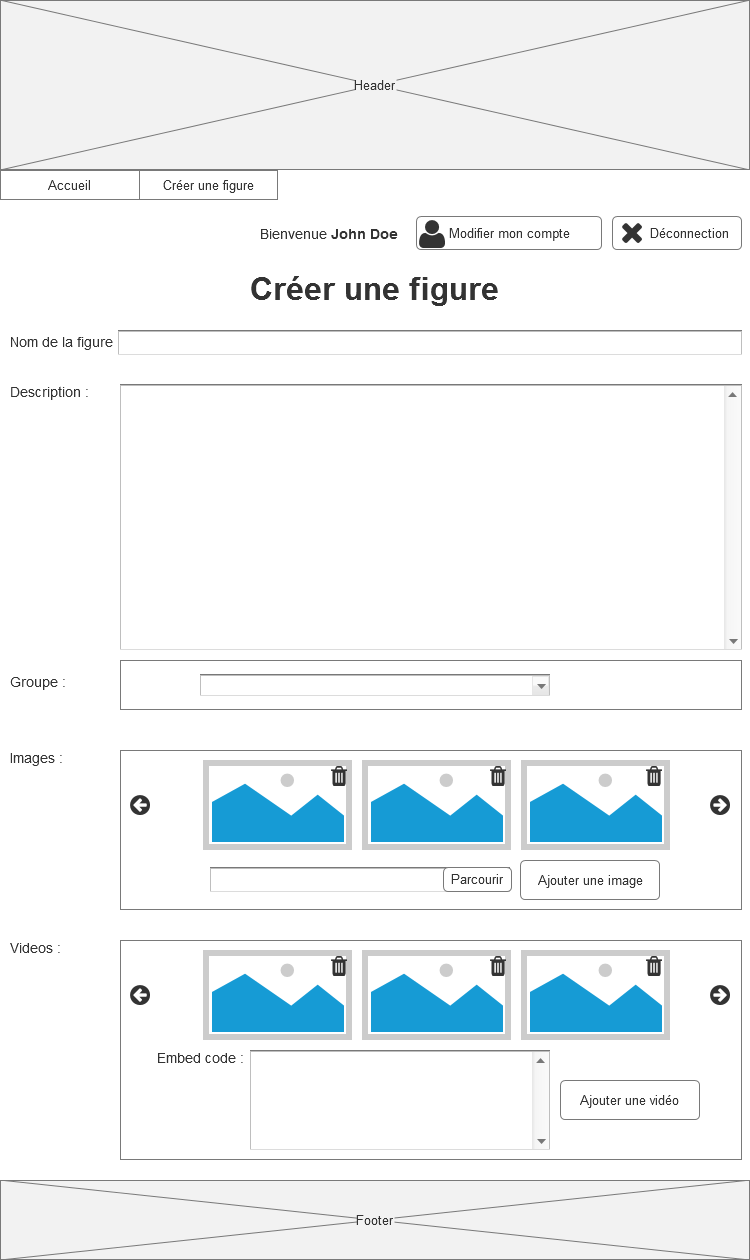 Header
Accueil
Créer une figure
Bienvenue John Doe
Modifier mon compte
Déconnection
Créer une figure
Nom de la figure
Description :
Groupe :
Images :
Parcourir
Ajouter une image
Videos :
Embed code :
Ajouter une vidéo
Footer